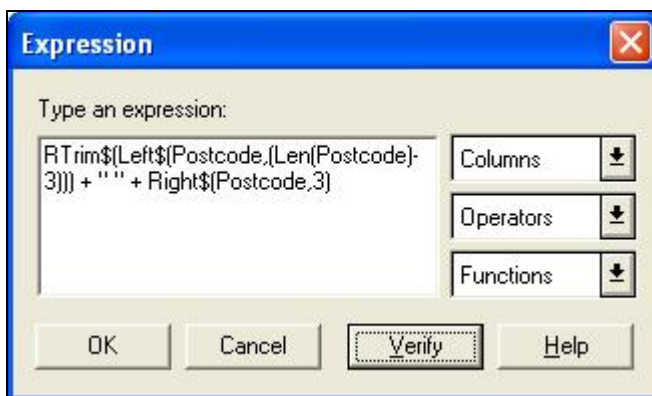 Expression
Type an expression:
RTrim$(Left$(Postcode,(Len(Postcode)-
3))) + " " + Right$(Postcode,3)
Columns
Operators
Functions
OK Cancel Verify Help